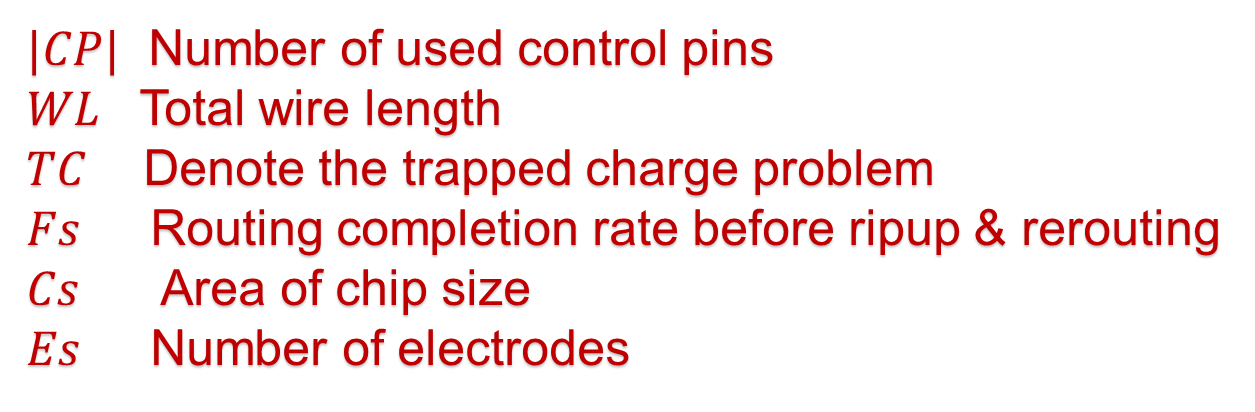 |CP| Number of used control pins
WL Total wire length
TC Denote the trapped charge problem
Fs Routing completion rate before ripup & rerouting
Cs Area of chip size
Es Number of electrodes